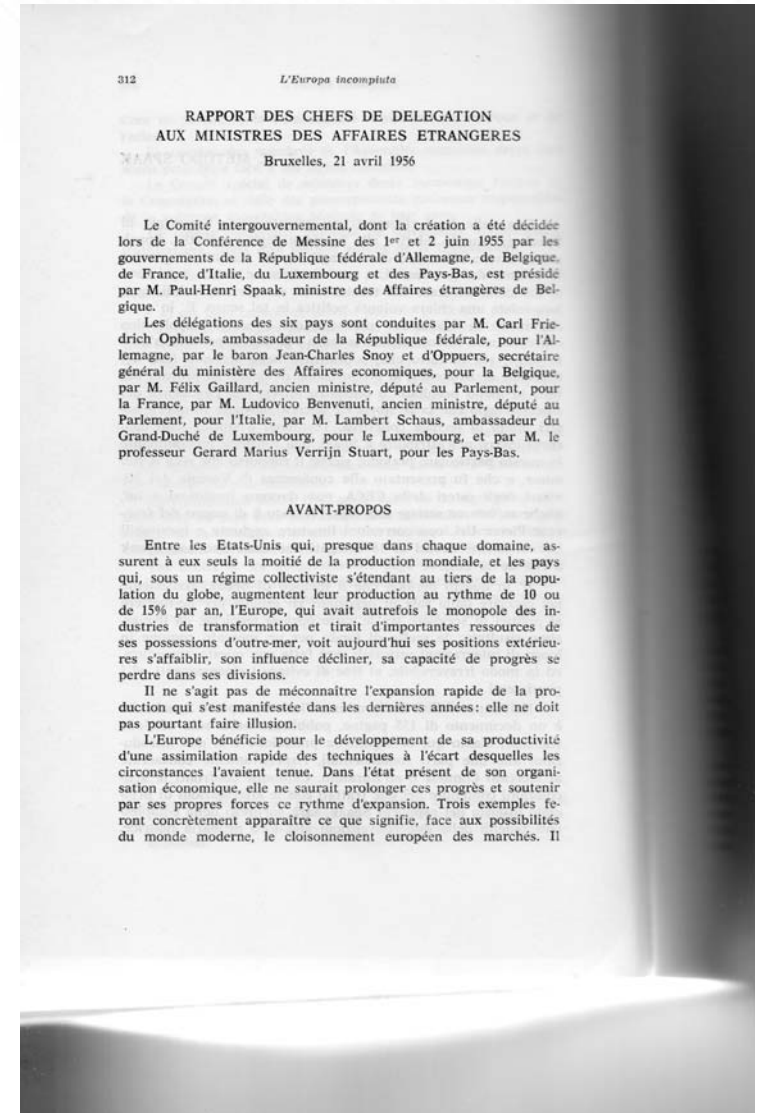 312
L'Europa incompiuta
RAPPORT DES CHEFS DE DELEGATION
AUX MINISTRES DES AFFAIRES ETRANGERES
Bruxelles, 21 avril 1956
Le Comité intergouvernemental, dont la création a été décidée
lors de la Conférence de Messine des 1er et 2 juin 1955 par les
gouvernements de la République fédérale d'Allemagne, de Belgique,
de France, d'Italie, du Luxembourg et des Pays-Bas, est présidé
par M. Paul-Henri Spaak, ministre des Affaires étrangères de Bel-
gique.
Les délégations des six pays sont conduites par M. Carl Frie-
drich Ophuels, ambassadeur de la République fédérale, pour l'Al-
lemagne, par le baron Jean-Charles Snoy et d'Oppuers, secrétaire
général du ministère des Affaires economiques, pour la Belgique,
par M. Félix Gaillard, ancien ministre, député au Parlement, pour
la France, par M. Ludovico Benvenuti, ancien ministre, député au
Parlement, pour l'Italie, par M. Lambert Schaus, ambassadeur du
Grand-Duché de Luxembourg, pour le Luxembourg, et par M. le
professeur Gerard Marius Verrijn Stuart, pour les Pays-Bas.
AVANT-PROPOS
Entre les Etats-Unis qui, presque dans chaque domaine, as-
surent à eux seuls la moitié de la production mondiale, et les pays
qui, sous un régime collectiviste s'étendant au tiers de la popu-
lation du globe, augmentent leur production au rythme de 10 ou
de 15% par an, l'Europe, qui avait autrefois le monopole des in-
dustries de transformation et tirait d'importantes ressources de
ses possessions d'outre-mer, voit aujourd'hui ses positions extérieu-
res s'affaiblir, son influence décliner, sa capacité de progrès se
perdre dans ses divisions.
Il ne s'agit pas de méconnaître l'expansion rapide de la pro-
duction qui s'est manifestée dans les dernières années: elle ne doit
pas pourtant faire illusion.
L'Europe bénéficie pour le développement de sa productivité
d'une assimilation rapide des techniques à l'écart desquelles les
circonstances l'avaient tenue. Dans l'état présent de son organi-
sation économique, elle ne saurait prolonger ces progrès et soutenir
par ses propres forces ce rythme d'expansion. Trois exemples fe-
ront concrètement apparaître ce que signifie, face aux possibilités
du monde moderne, le cloisonnement européen des marchés. Il